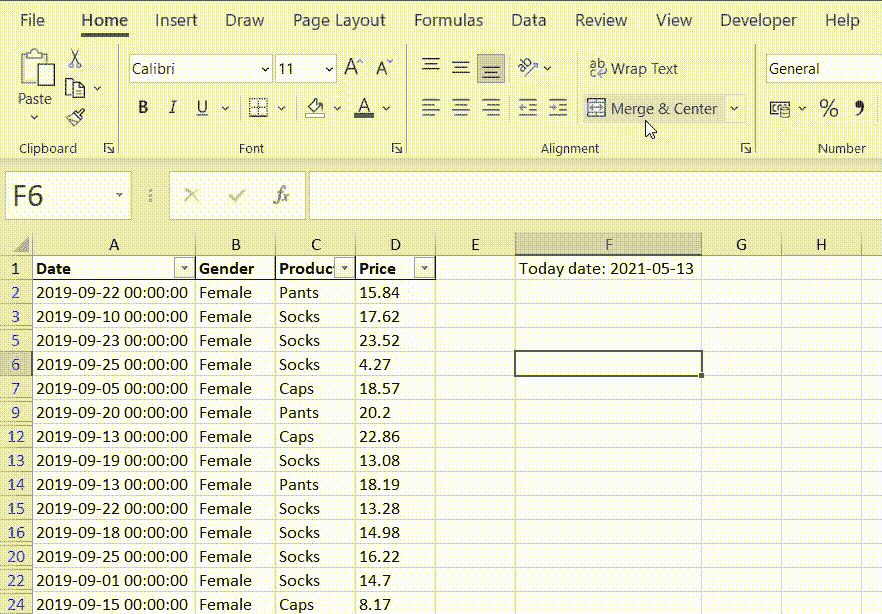 File Home Insert Draw Page Layout Formulas Data Review View Developer Help
Paste Calibri 11 A A Wrap Text General
B I U A Merge & Center % 9
Clipboard Font Alignment Number
F6 fx
A B C D E F G H
1 Date Gender Produc Price Today date: 2021-05-13
2 2019-09-22 00:00:00 Female Pants 15.84
3 2019-09-10 00:00:00 Female Socks 17.62
5 2019-09-23 00:00:00 Female Socks 23.52
6 2019-09-25 00:00:00 Female Socks 4.27
7 2019-09-05 00:00:00 Female Caps 18.57
9 2019-09-20 00:00:00 Female Pants 20.2
12 2019-09-13 00:00:00 Female Caps 22.86
13 2019-09-19 00:00:00 Female Socks 13.08
14 2019-09-13 00:00:00 Female Pants 18.19
15 2019-09-22 00:00:00 Female Socks 13.28
16 2019-09-18 00:00:00 Female Socks 14.98
20 2019-09-25 00:00:00 Female Socks 16.22
22 2019-09-01 00:00:00 Female Socks 14.7
24 2019-09-15 00:00:00 Female Caps 8.17